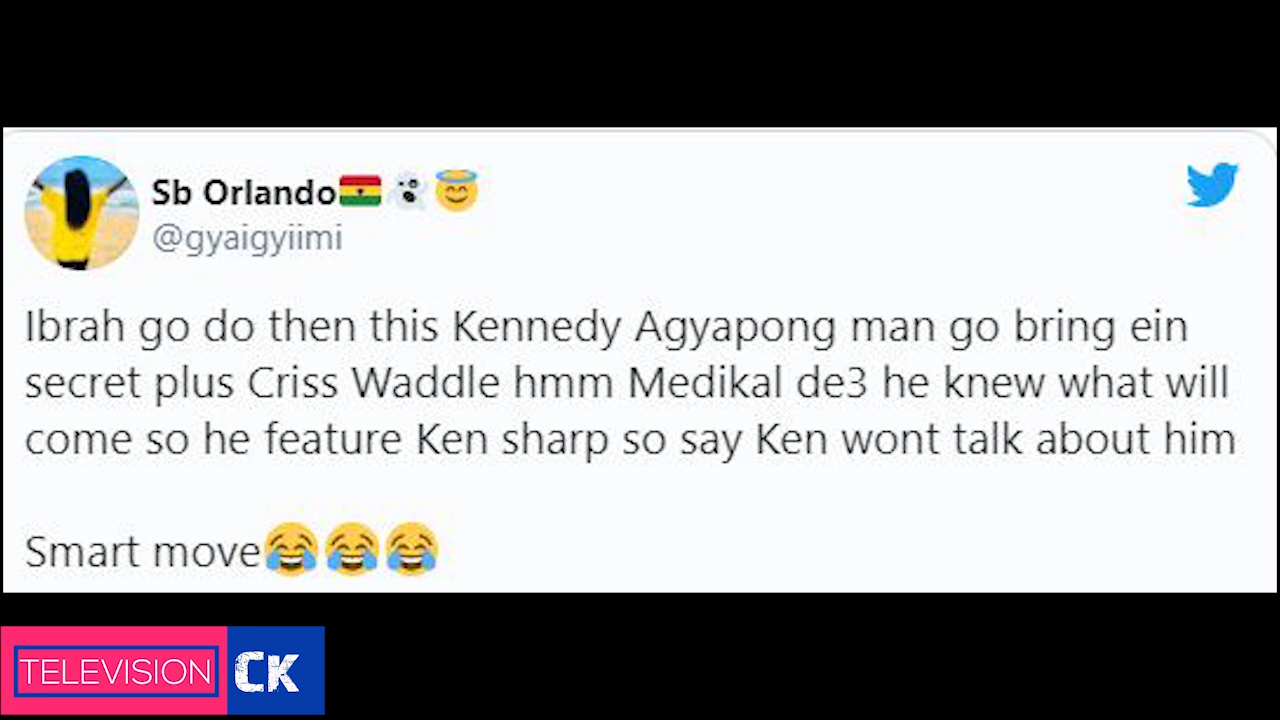 Sb Orlando🇬🇭👻😇
@gyaigyiimi
Ibrah go do then this Kennedy Agyapong man go bring ein
secret plus Criss Waddle hmm Medikal de3 he knew what will
come so he feature Ken sharp so say Ken wont talk about him
Smart move😂😂😂
TELEVISION CK